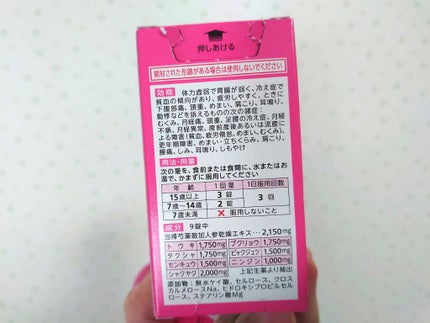 押しあける
開封された形跡がある場合は使用しないでください
効能 体力虚弱で胃腸が弱く、冷え症で
貧血の傾向があり、疲労しやすく、ときに
下腹部痛、頭重、めまい、肩こり、耳鳴り、
動悸などを訴えるものの次の諸症:
むくみ、月経痛、頭重、足腰の冷え症、月経
不順、月経異常、産前産後あるいは流産に
よる障害(貧血、疲労倦怠、めまい、むくみ)、
更年期障害、めまい・立ちくらみ、肩こり、
腰痛、しみ、耳鳴り、しもやけ
用法・用量
次の量を、食前または食間に、水またはお
湯で、かまずに服用してください
年齢 1回量 1日服用回数
15歳以上 3錠 3回
7歳~14歳 2錠
7歳未満 ×服用しないこと
成分 9錠中
当帰芍薬散加人参乾燥エキス…2,150mg
トウキ 1,750mg ブクリョウ 1,750mg
タクシャ 1,750mg ビャクジュツ 1,500mg
センキュウ 1,500mg ニンジン 1,000mg
シャクヤク 2,000mg 上記生薬より抽出
添加物:無水ケイ酸、セルロース、クロス
カルメロースNa、ヒドロキシプロピルセル
ロース、ステアリン酸Mg